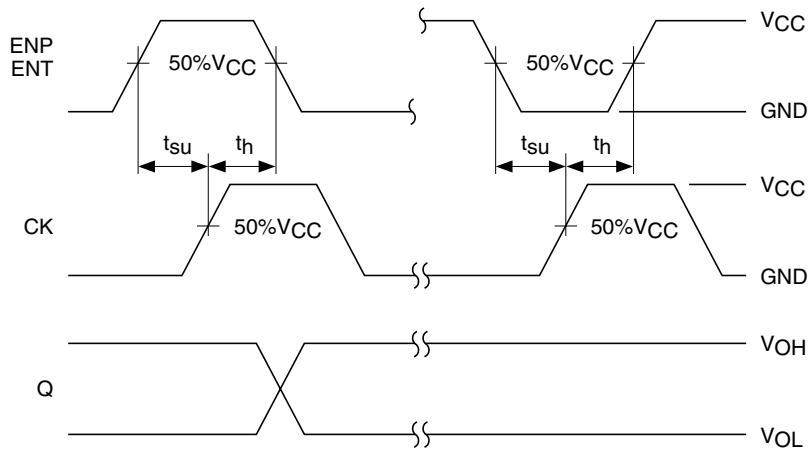 ENP
ENT
50%VCC
50%VCC
VCC
GND
tsu
th
tsu
th
VCC
CK
50%VCC
50%VCC
GND
VOH
Q
VOL